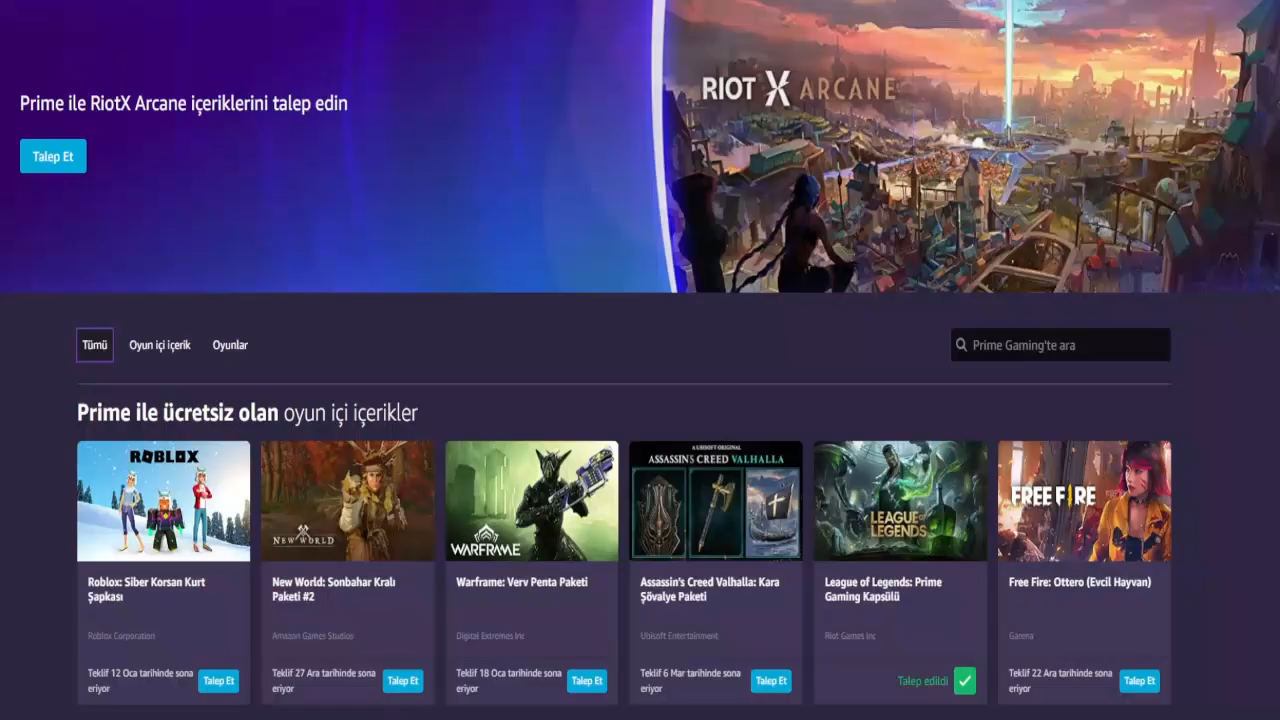 Prime ile RiotX Arcane içeriklerini talep edin
Talep Et
RIOT X ARCANE
Tümü
Oyun içi içerik
Oyunlar
Prime Gaming'te ara
Prime ile ücretsiz olan oyun içi içerikler
ROBLOX
NEW WORLD
WARFRAME
A UBISOFT ORIGINAL
ASSASSIN'S CREED VALHALLA
LEAGUE OF
LEGENDS
FREE FIRE
Roblox: Siber Korsan Kurt
Şapkası
Roblox Corporation
Teklif 12 Oca tarihinde sona
eriyor
Talep Et
New World: Sonbahar Kralı
Paketi #2
Amazon Games Studios
Teklif 27 Ara tarihinde sona
eriyor
Talep Et
Warframe: Verv Penta Paketi
Digital Extremes Inc
Teklif 18 Oca tarihinde sona
eriyor
Talep Et
Assassin's Creed Valhalla: Kara
Şövalye Paketi
Ubisoft Entertainment
Teklif 6 Mar tarihinde sona
eriyor
Talep Et
League of Legends: Prime
Gaming Kapsülü
Riot Games Inc
Talep edildi
Free Fire: Ottero (Evcil Hayvan)
Garena
Teklif 22 Ara tarihinde sona
eriyor
Talep Et